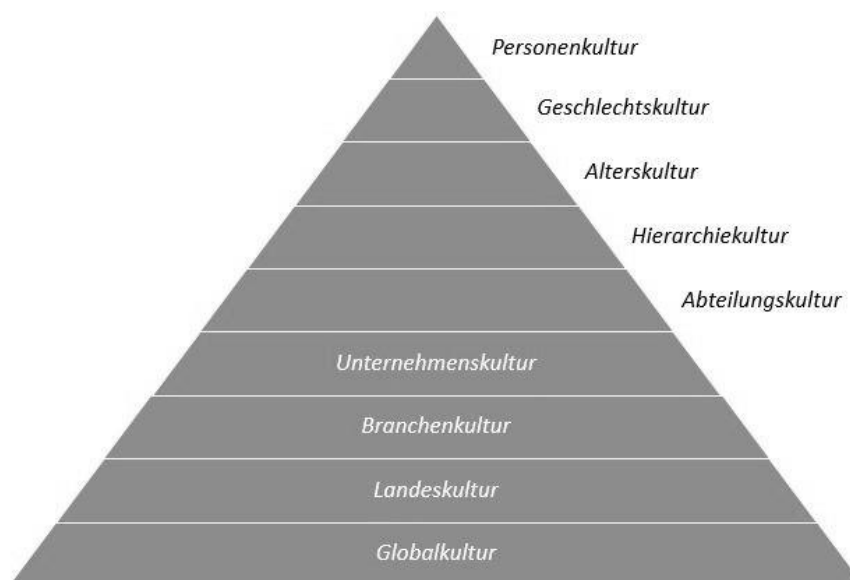 Personenkultur
Geschlechtskultur
Alterskultur
Hierarchiekultur
Abteilungskultur
Unternehmenskultur
Branchenkultur
Landeskultur
Globalkultur